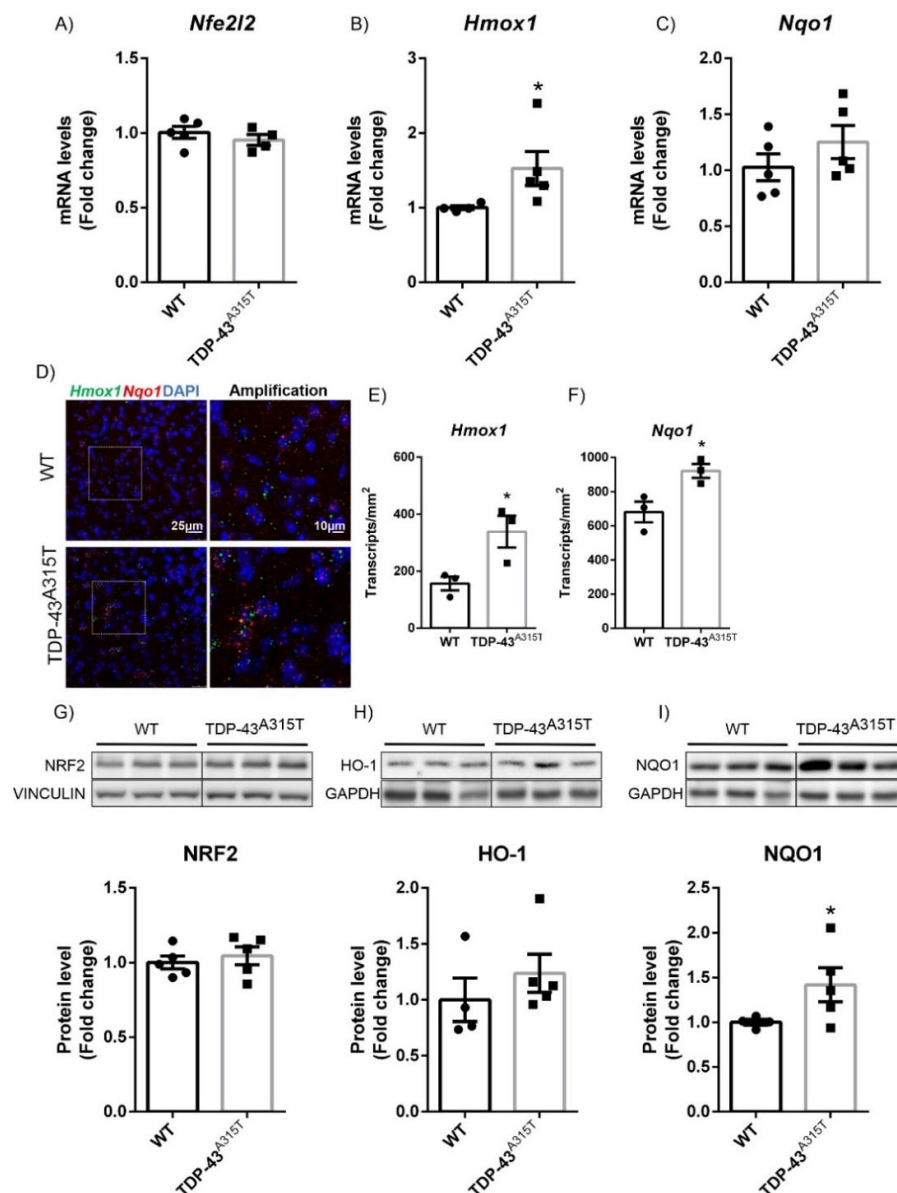 A)
Nfe2l2
mRNA levels
(Fold change)
1.5
1.0
0.5
0.0
WT
TDP-43A315T
B)
Hmox1
mRNA levels
(Fold change)
3
2
1
0
*
WT
TDP-43A315T
C)
Nqo1
mRNA levels
(Fold change)
2.0
1.5
1.0
0.5
0.0
WT
TDP-43A315T
D)
Hmox1 Nqo1 DAPI
Amplification
WT
25µm
10µm
TDP-43A315T
E)
Hmox1
Transcripts/mm2
600
400
200
0
*
WT
TDP-43A315T
F)
Nqo1
Transcripts/mm2
1000
800
600
400
200
0
*
WT
TDP-43A315T
G)
WT
TDP-43A315T
NRF2
VINCULIN
NRF2
Protein level
(Fold change)
1.5
1.0
0.5
0.0
WT
TDP-43A315T
H)
WT
TDP-43A315T
HO-1
GAPDH
HO-1
Protein level
(Fold change)
2.0
1.5
1.0
0.5
0.0
WT
TDP-43A315T
I)
WT
TDP-43A315T
NQO1
GAPDH
NQO1
Protein level
(Fold change)
2.5
2.0
1.5
1.0
0.5
0.0
*
WT
TDP-43A315T